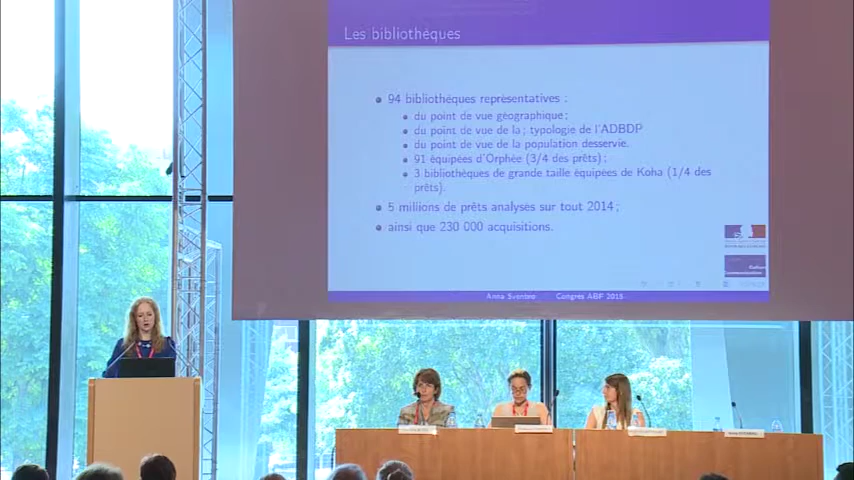 Les bibliothèques
94 bibliothèques représentatives :
du point de vue géographique ;
du point de vue de la ; typologie de l'ADBDP
du point de vue de la population desservie.
91 équipées d'Orphée (3/4 des prêts) ;
3 bibliothèques de grande taille équipées de Koha (1/4 des
prêts).
5 millions de prêts analysés sur tout 2014 ;
ainsi que 230 000 acquisitions.
Anna Svenbro Congrès ABF 2015